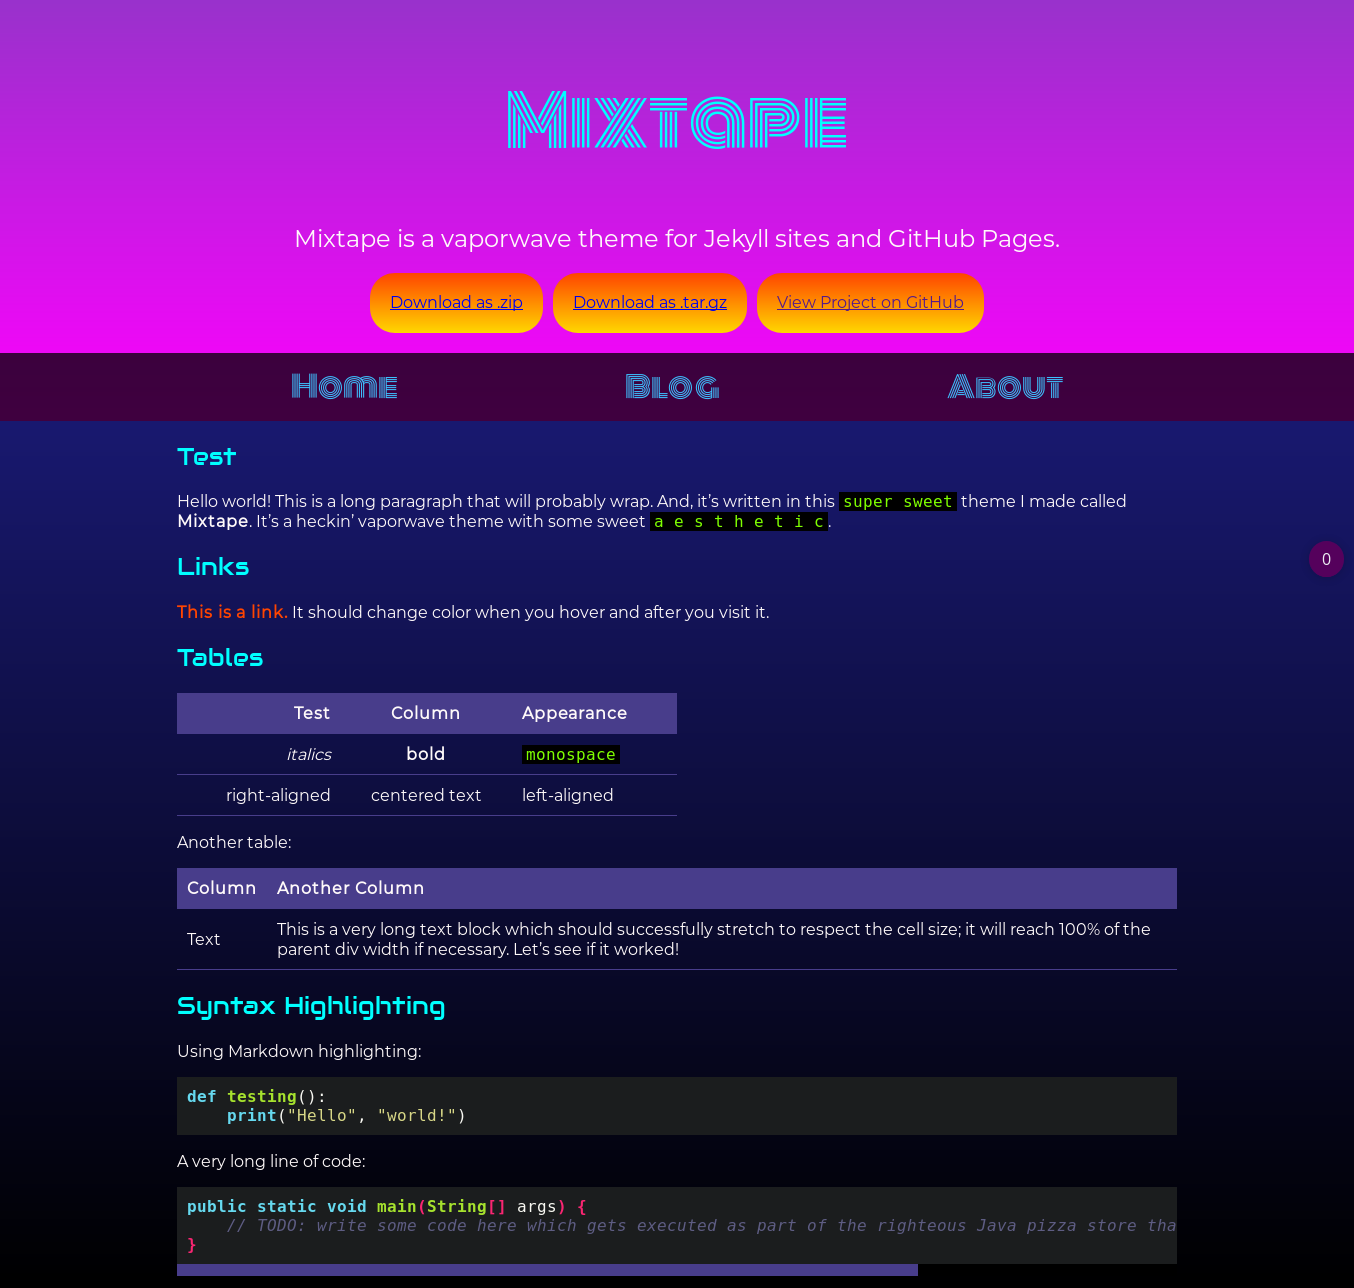 Mixtape
Mixtape is a vaporwave theme for Jekyll sites and GitHub Pages.
Download as .zip Download as .tar.gz View Project on GitHub
Home Blog About
Test
Hello world! This is a long paragraph that will probably wrap. And, it’s written in this super sweet theme I made called
Mixtape. It’s a heckin’ vaporwave theme with some sweet a e s t h e t i c.
Links
0
This is a link. It should change color when you hover and after you visit it.
Tables
Test Column Appearance
italics bold monospace
right-aligned centered text left-aligned
Another table:
Column Another Column
Text This is a very long text block which should successfully stretch to respect the cell size; it will reach 100% of the
parent div width if necessary. Let’s see if it worked!
Syntax Highlighting
Using Markdown highlighting:
def testing():
    print("Hello", "world!")
A very long line of code:
public static void main(String[] args) {
    // TODO: write some code here which gets executed as part of the righteous Java pizza store tha
}